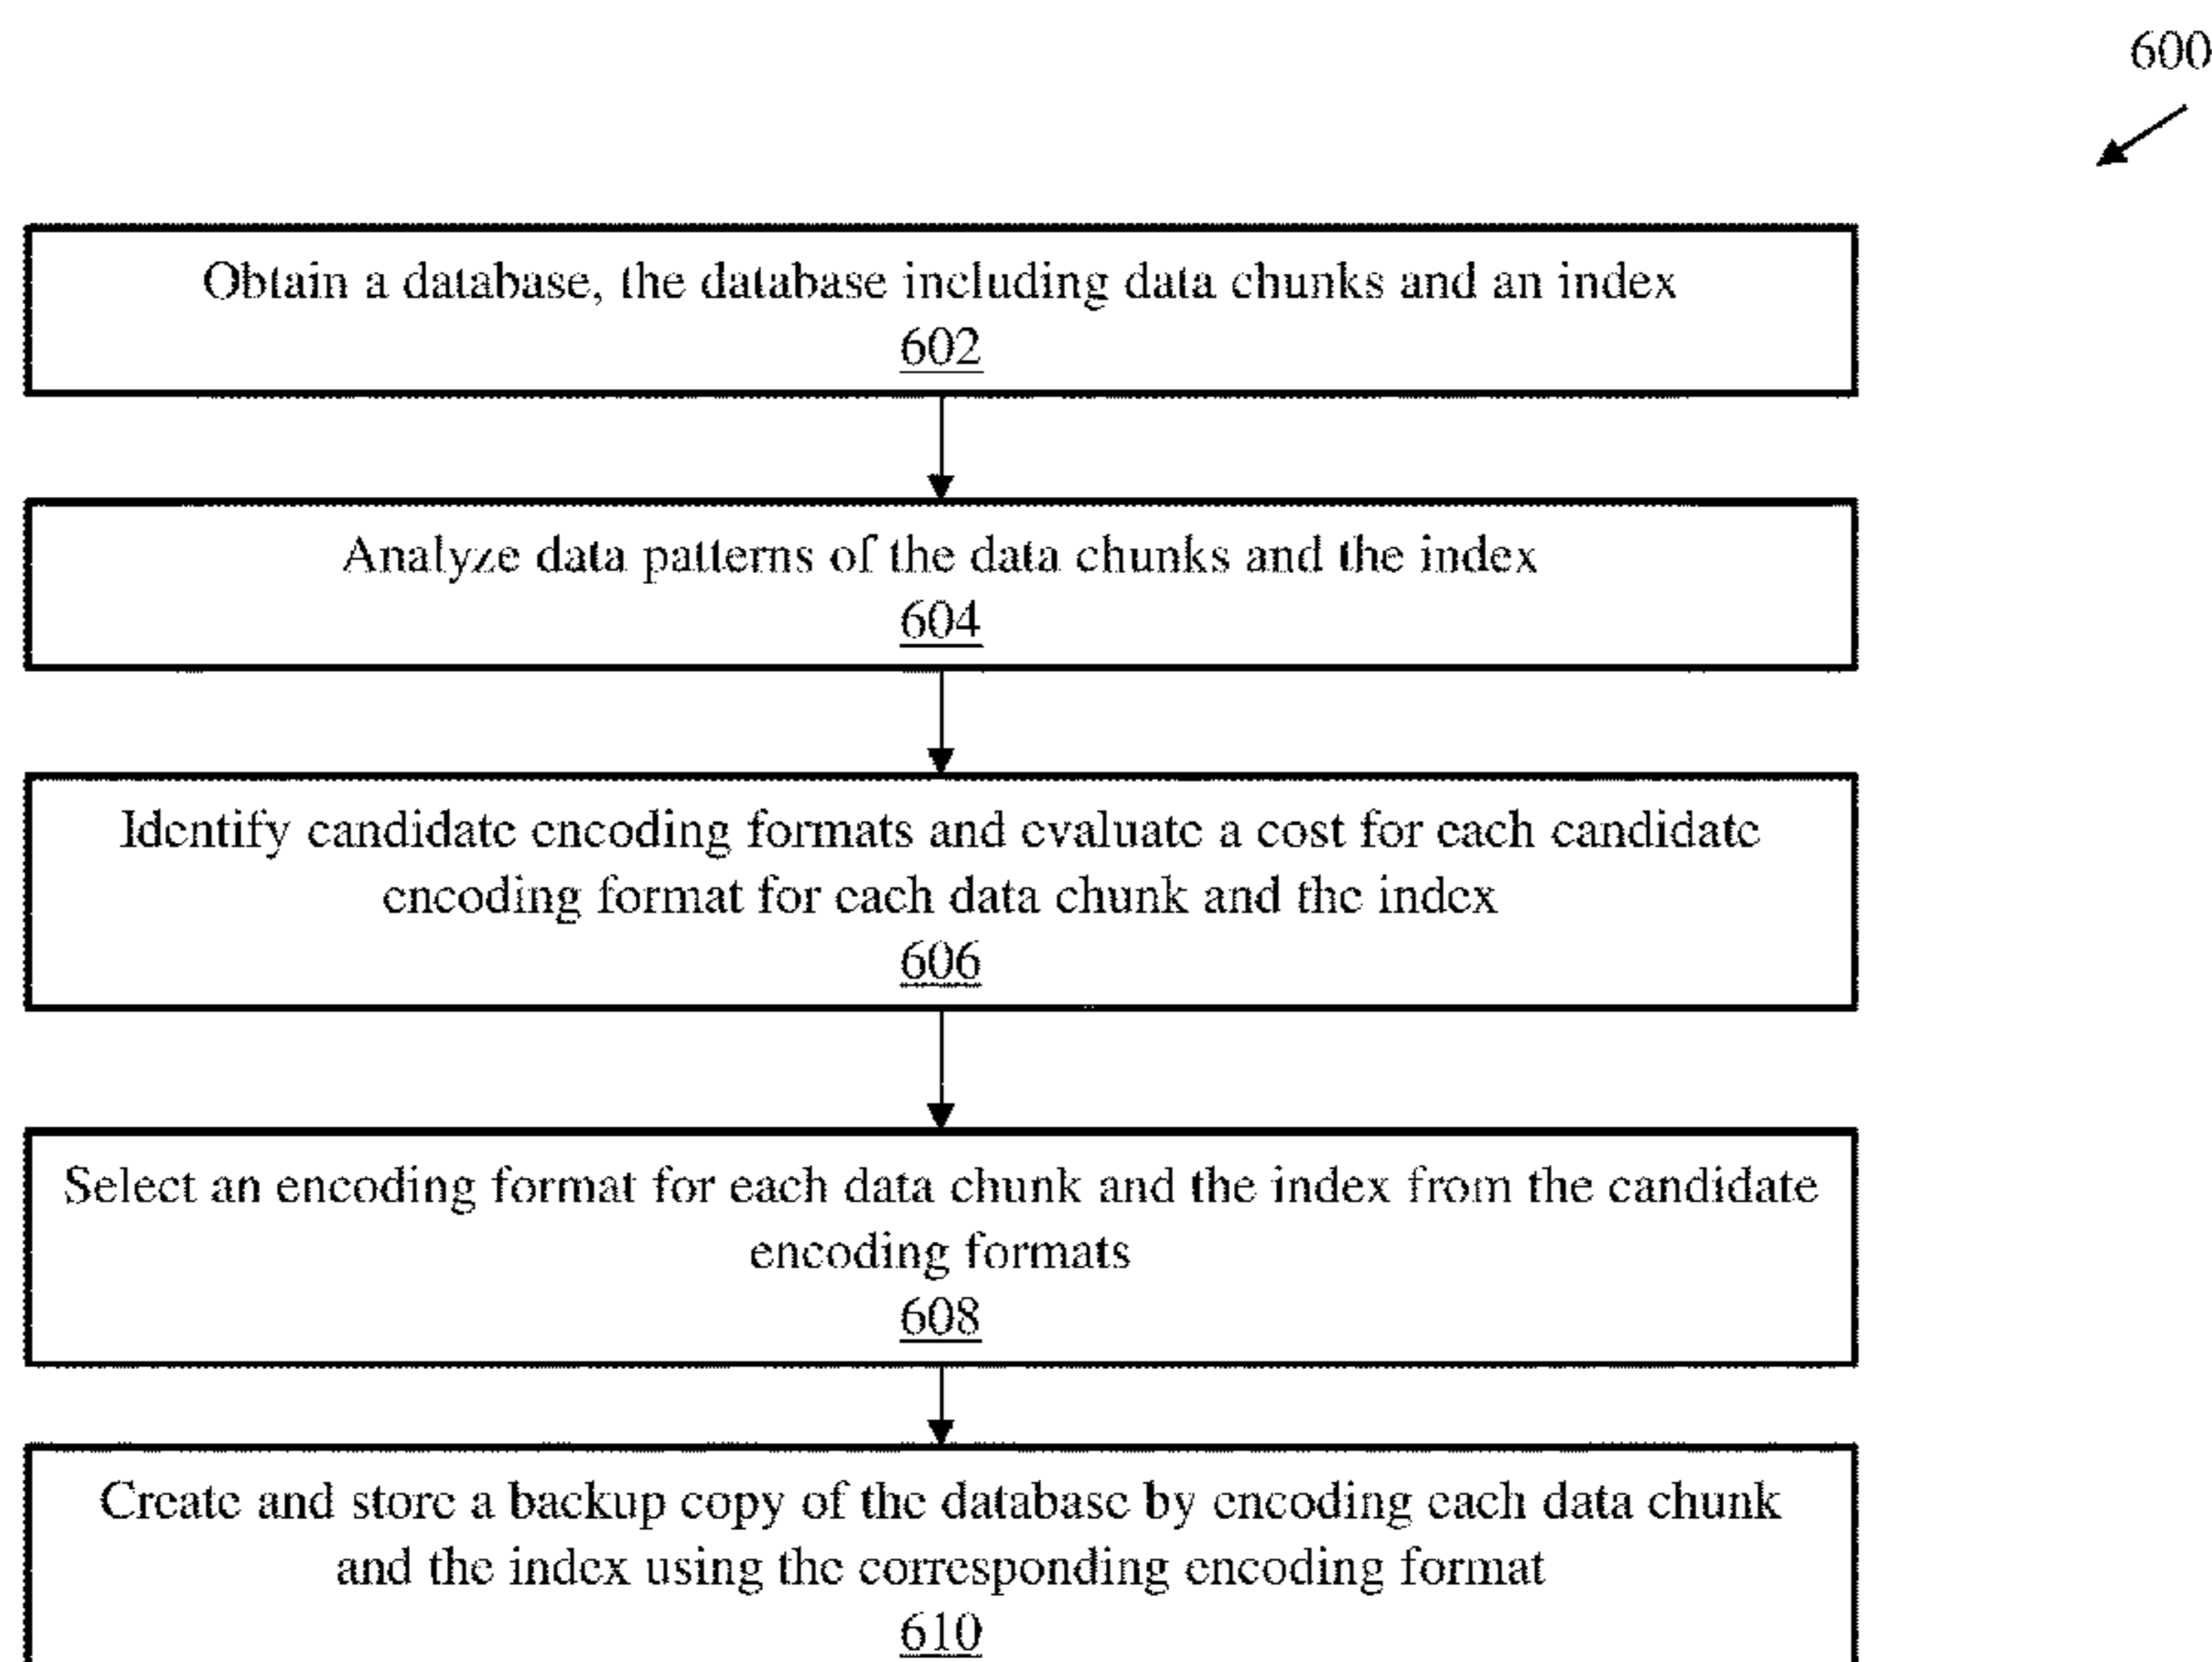 600
Obtain a database, the database including data chunks and an index
602
Analyze data patterns of the data chunks and the index
604
Identify candidate encoding formats and evaluate a cost for each candidate
encoding format for each data chunk and the index
606
Select an encoding format for each data chunk and the index from the candidate
encoding formats
608
Create and store a backup copy of the database by encoding each data chunk
and the index using the corresponding encoding format
610